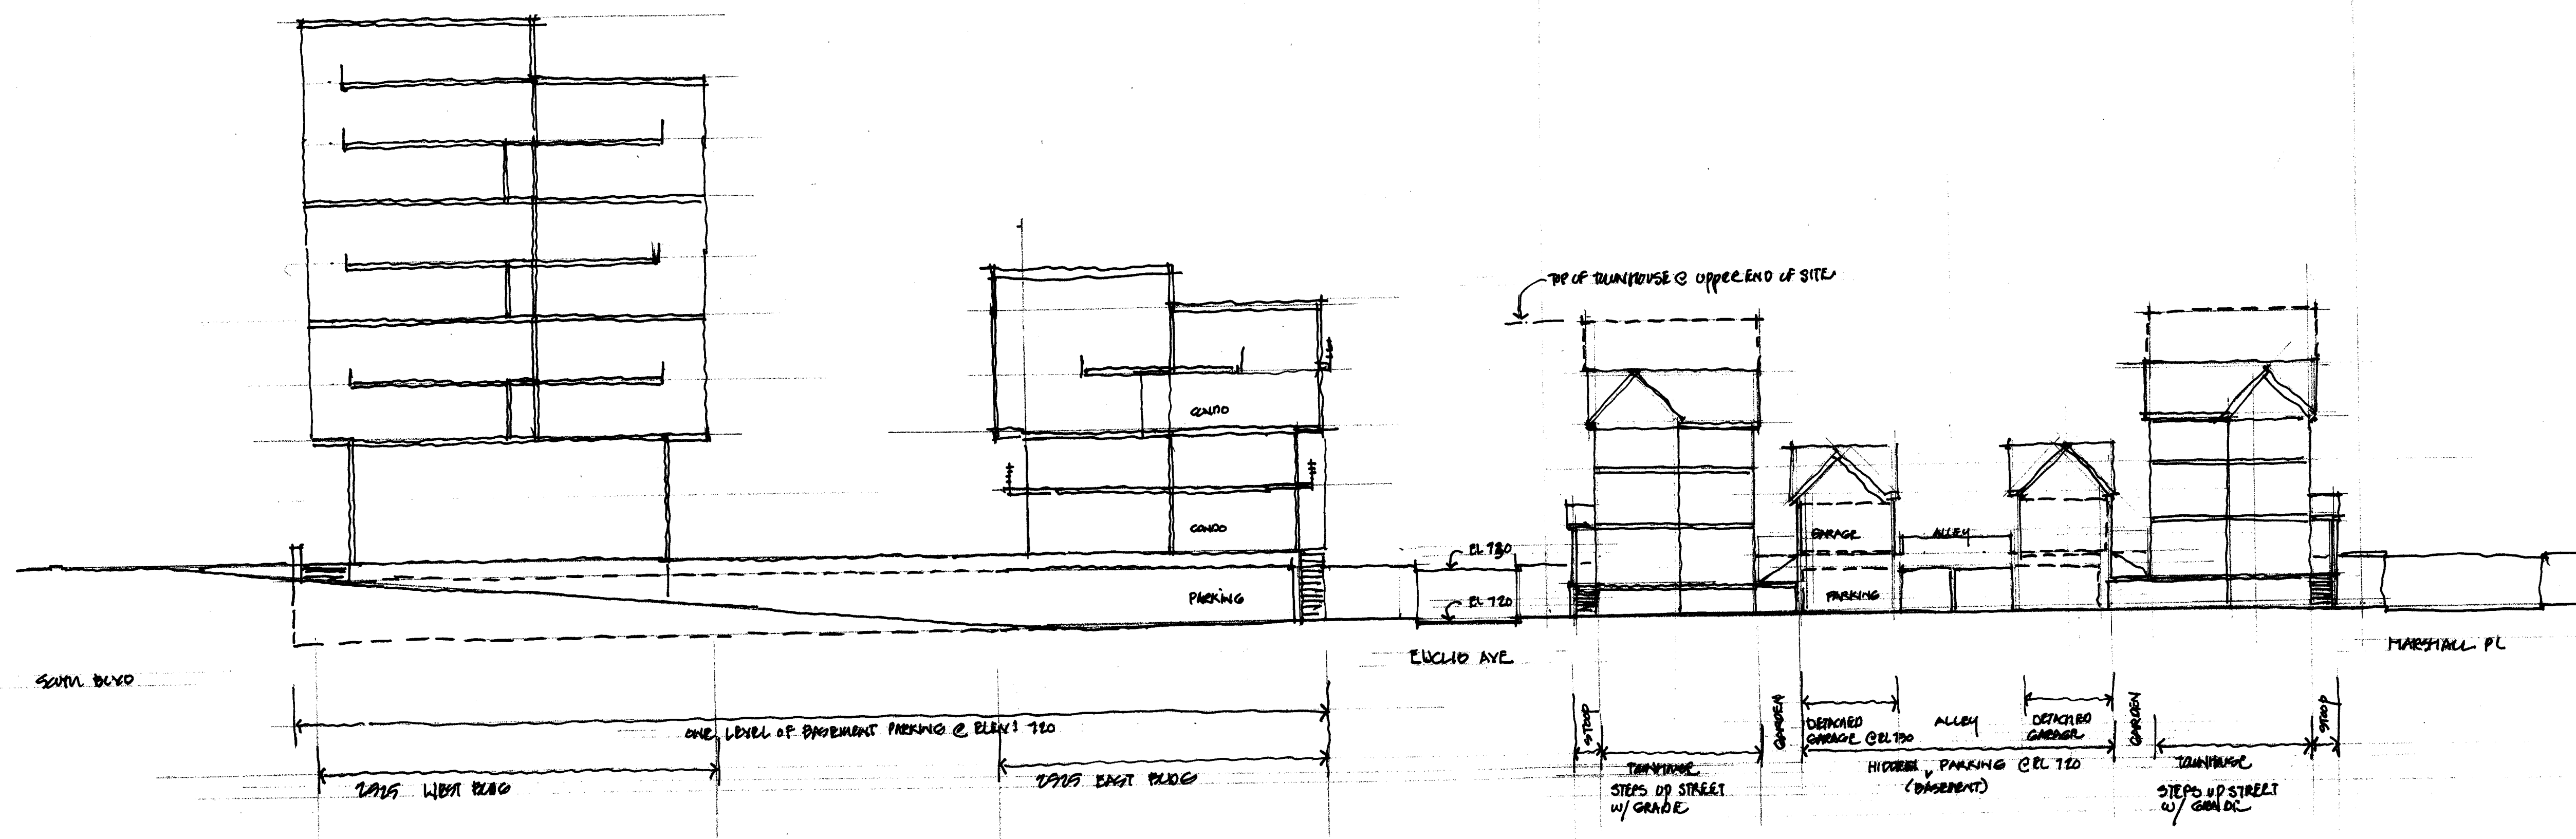 TOP OF TOWNHOUSE @ UPPER END OF SITE
CONDO
CONDO
PARKING
EL 730
EL 720
GARAGE
ALLEY
PARKING
SOUTH BLVD
EUCLID AVE
MARSHALL PL
ONE LEVEL OF BASEMENT PARKING @ ELEV: 720
2525 WEST BLDG
2525 EAST BLDG
STOOP
TOWNHOUSE
STEPS UP STREET
W/ GRADE
GARDEN
DETACHED
GARAGE @ EL 730
ALLEY
DETACHED
GARAGE
HIDDEN PARKING @ EL 720
(BASEMENT)
GARDEN
TOWNHOUSE
STEPS UP STREET
W/ GRADE
STOOP